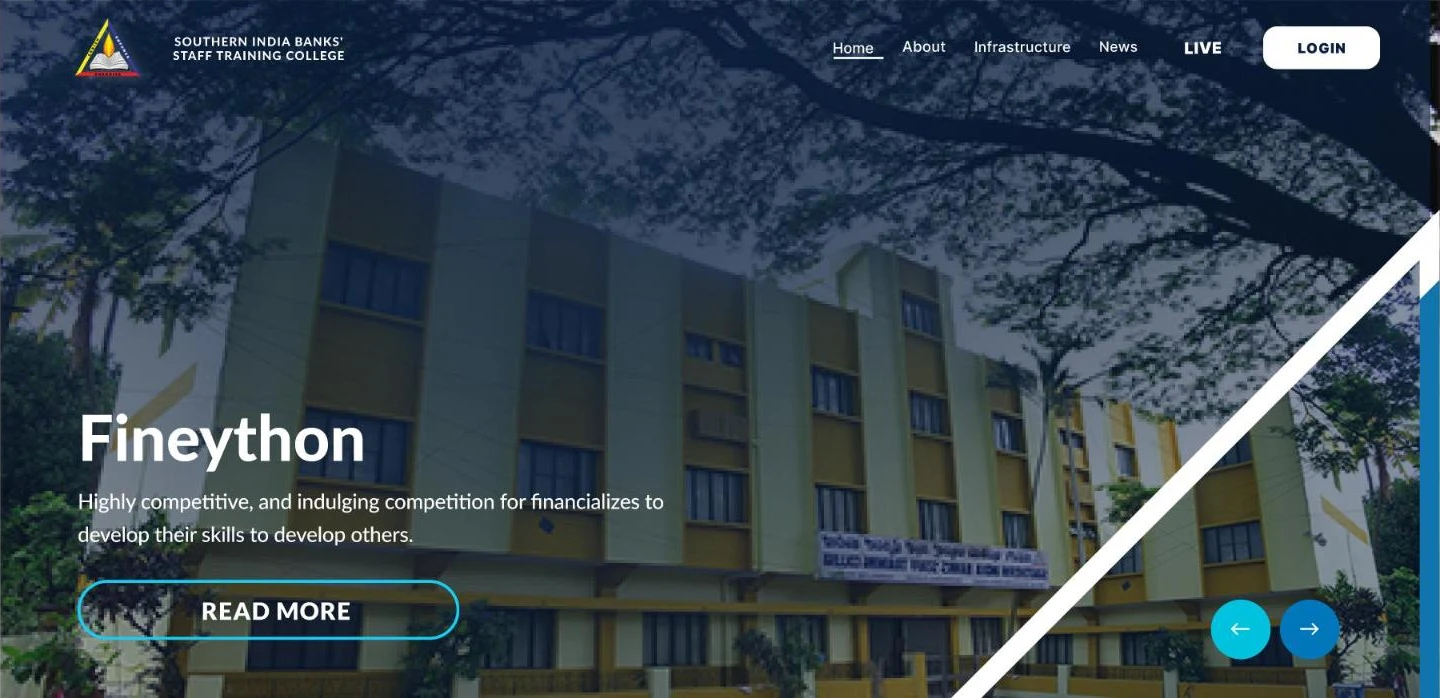 SOUTHERN INDIA BANKS'
STAFF TRAINING COLLEGE
Home About Infrastructure News LIVE LOGIN
Fineython
Highly competitive, and indulging competition for financializes to
develop their skills to develop others.
READ MORE